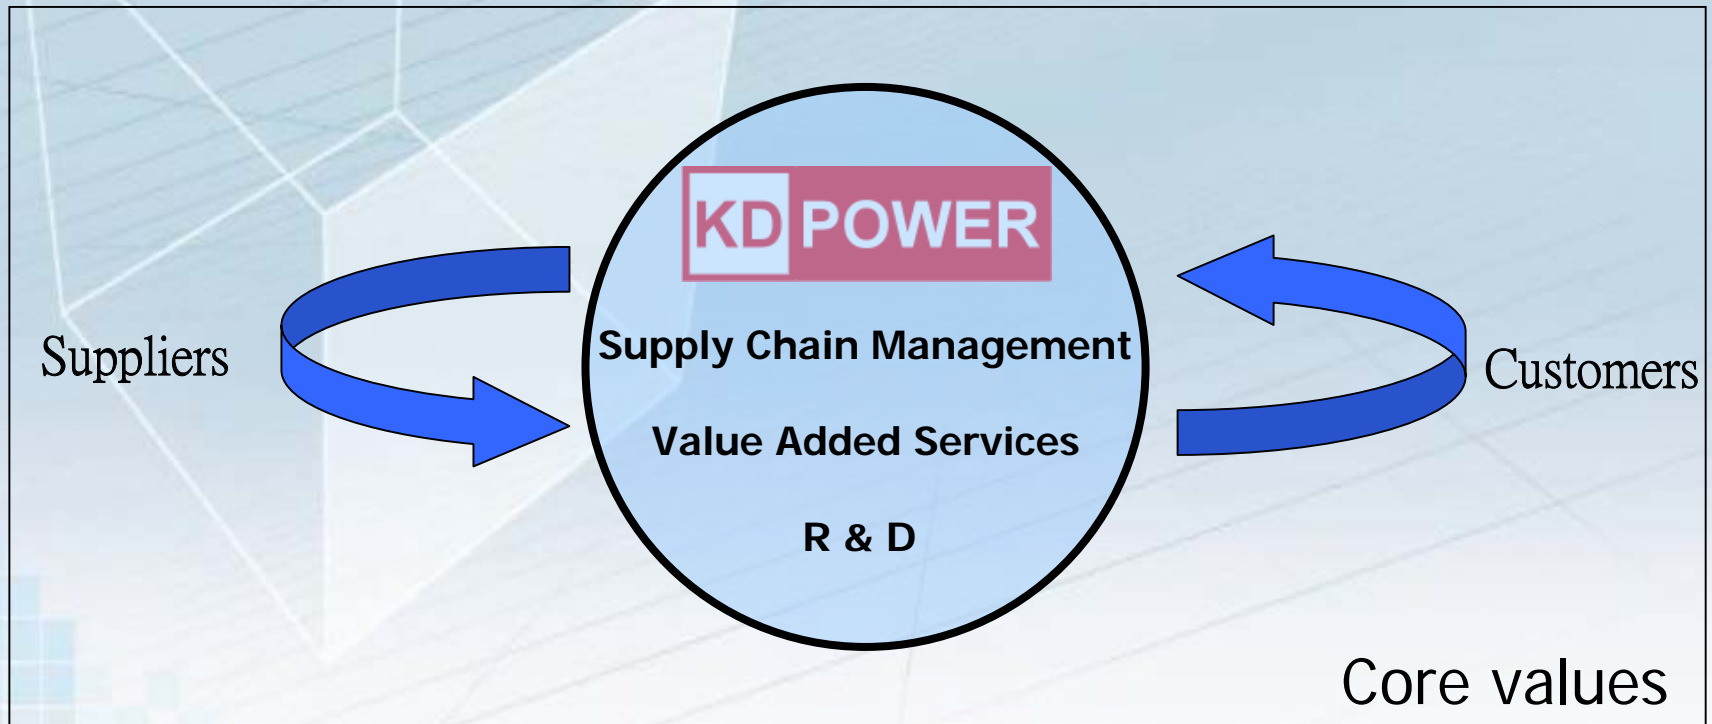 KD POWER
Suppliers
Supply Chain Management
Customers
Value Added Services
R & D
Core values